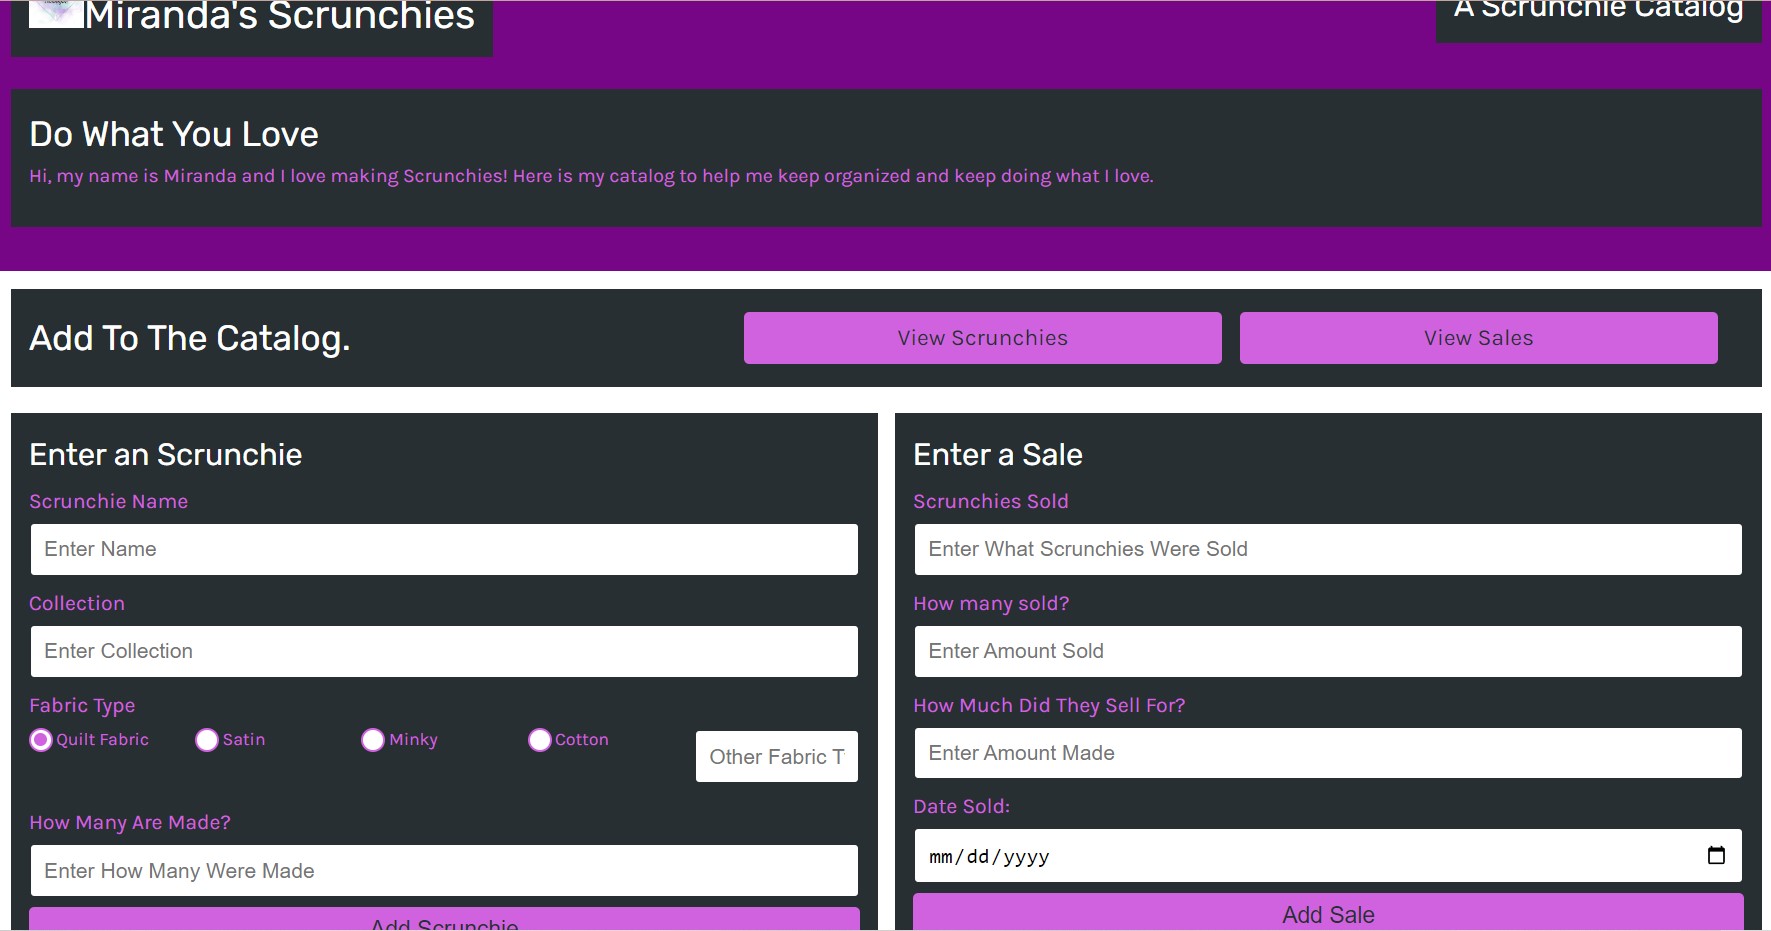 Miranda's Scrunchies
A Scrunchie Catalog
Do What You Love
Hi, my name is Miranda and I love making Scrunchies! Here is my catalog to help me keep organized and keep doing what I love.
Add To The Catalog.
View Scrunchies
View Sales
Enter an Scrunchie
Scrunchie Name
Enter Name
Collection
Enter Collection
Fabric Type
Quilt Fabric Satin Minky Cotton Other Fabric T
How Many Are Made?
Enter How Many Were Made
Add Scrunchie
Enter a Sale
Scrunchies Sold
Enter What Scrunchies Were Sold
How many sold?
Enter Amount Sold
How Much Did They Sell For?
Enter Amount Made
Date Sold:
mm/dd/yyyy
Add Sale